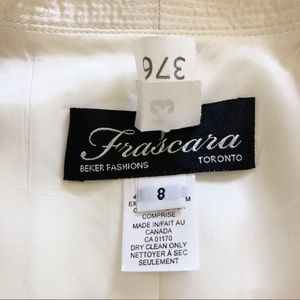 376
13
Frascara
BEKER FASHIONS TORONTO
8
COMPRISE
MADE IN/FAIT AU
CANADA
CA 01170
DRY CLEAN ONLY
NETTOYER À SEC
SEULEMENT